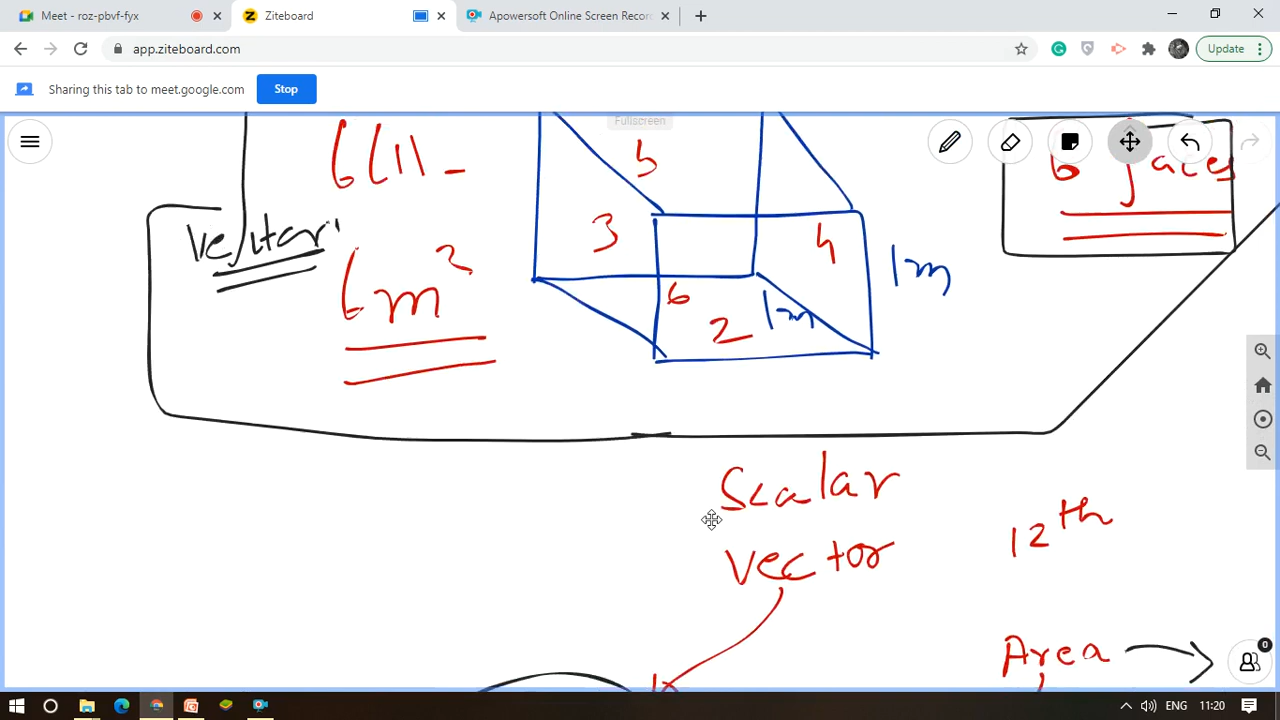 Meet - roz-pbvf-fyx
Ziteboard
Apowersoft Online Screen Recor
app.ziteboard.com
Update
Sharing this tab to meet.google.com
Stop
Fullscreen
5
6 faces
3
4
1m
6m²
6
1m
2
Scalar
12th
vector
Area
0
ENG
11:20